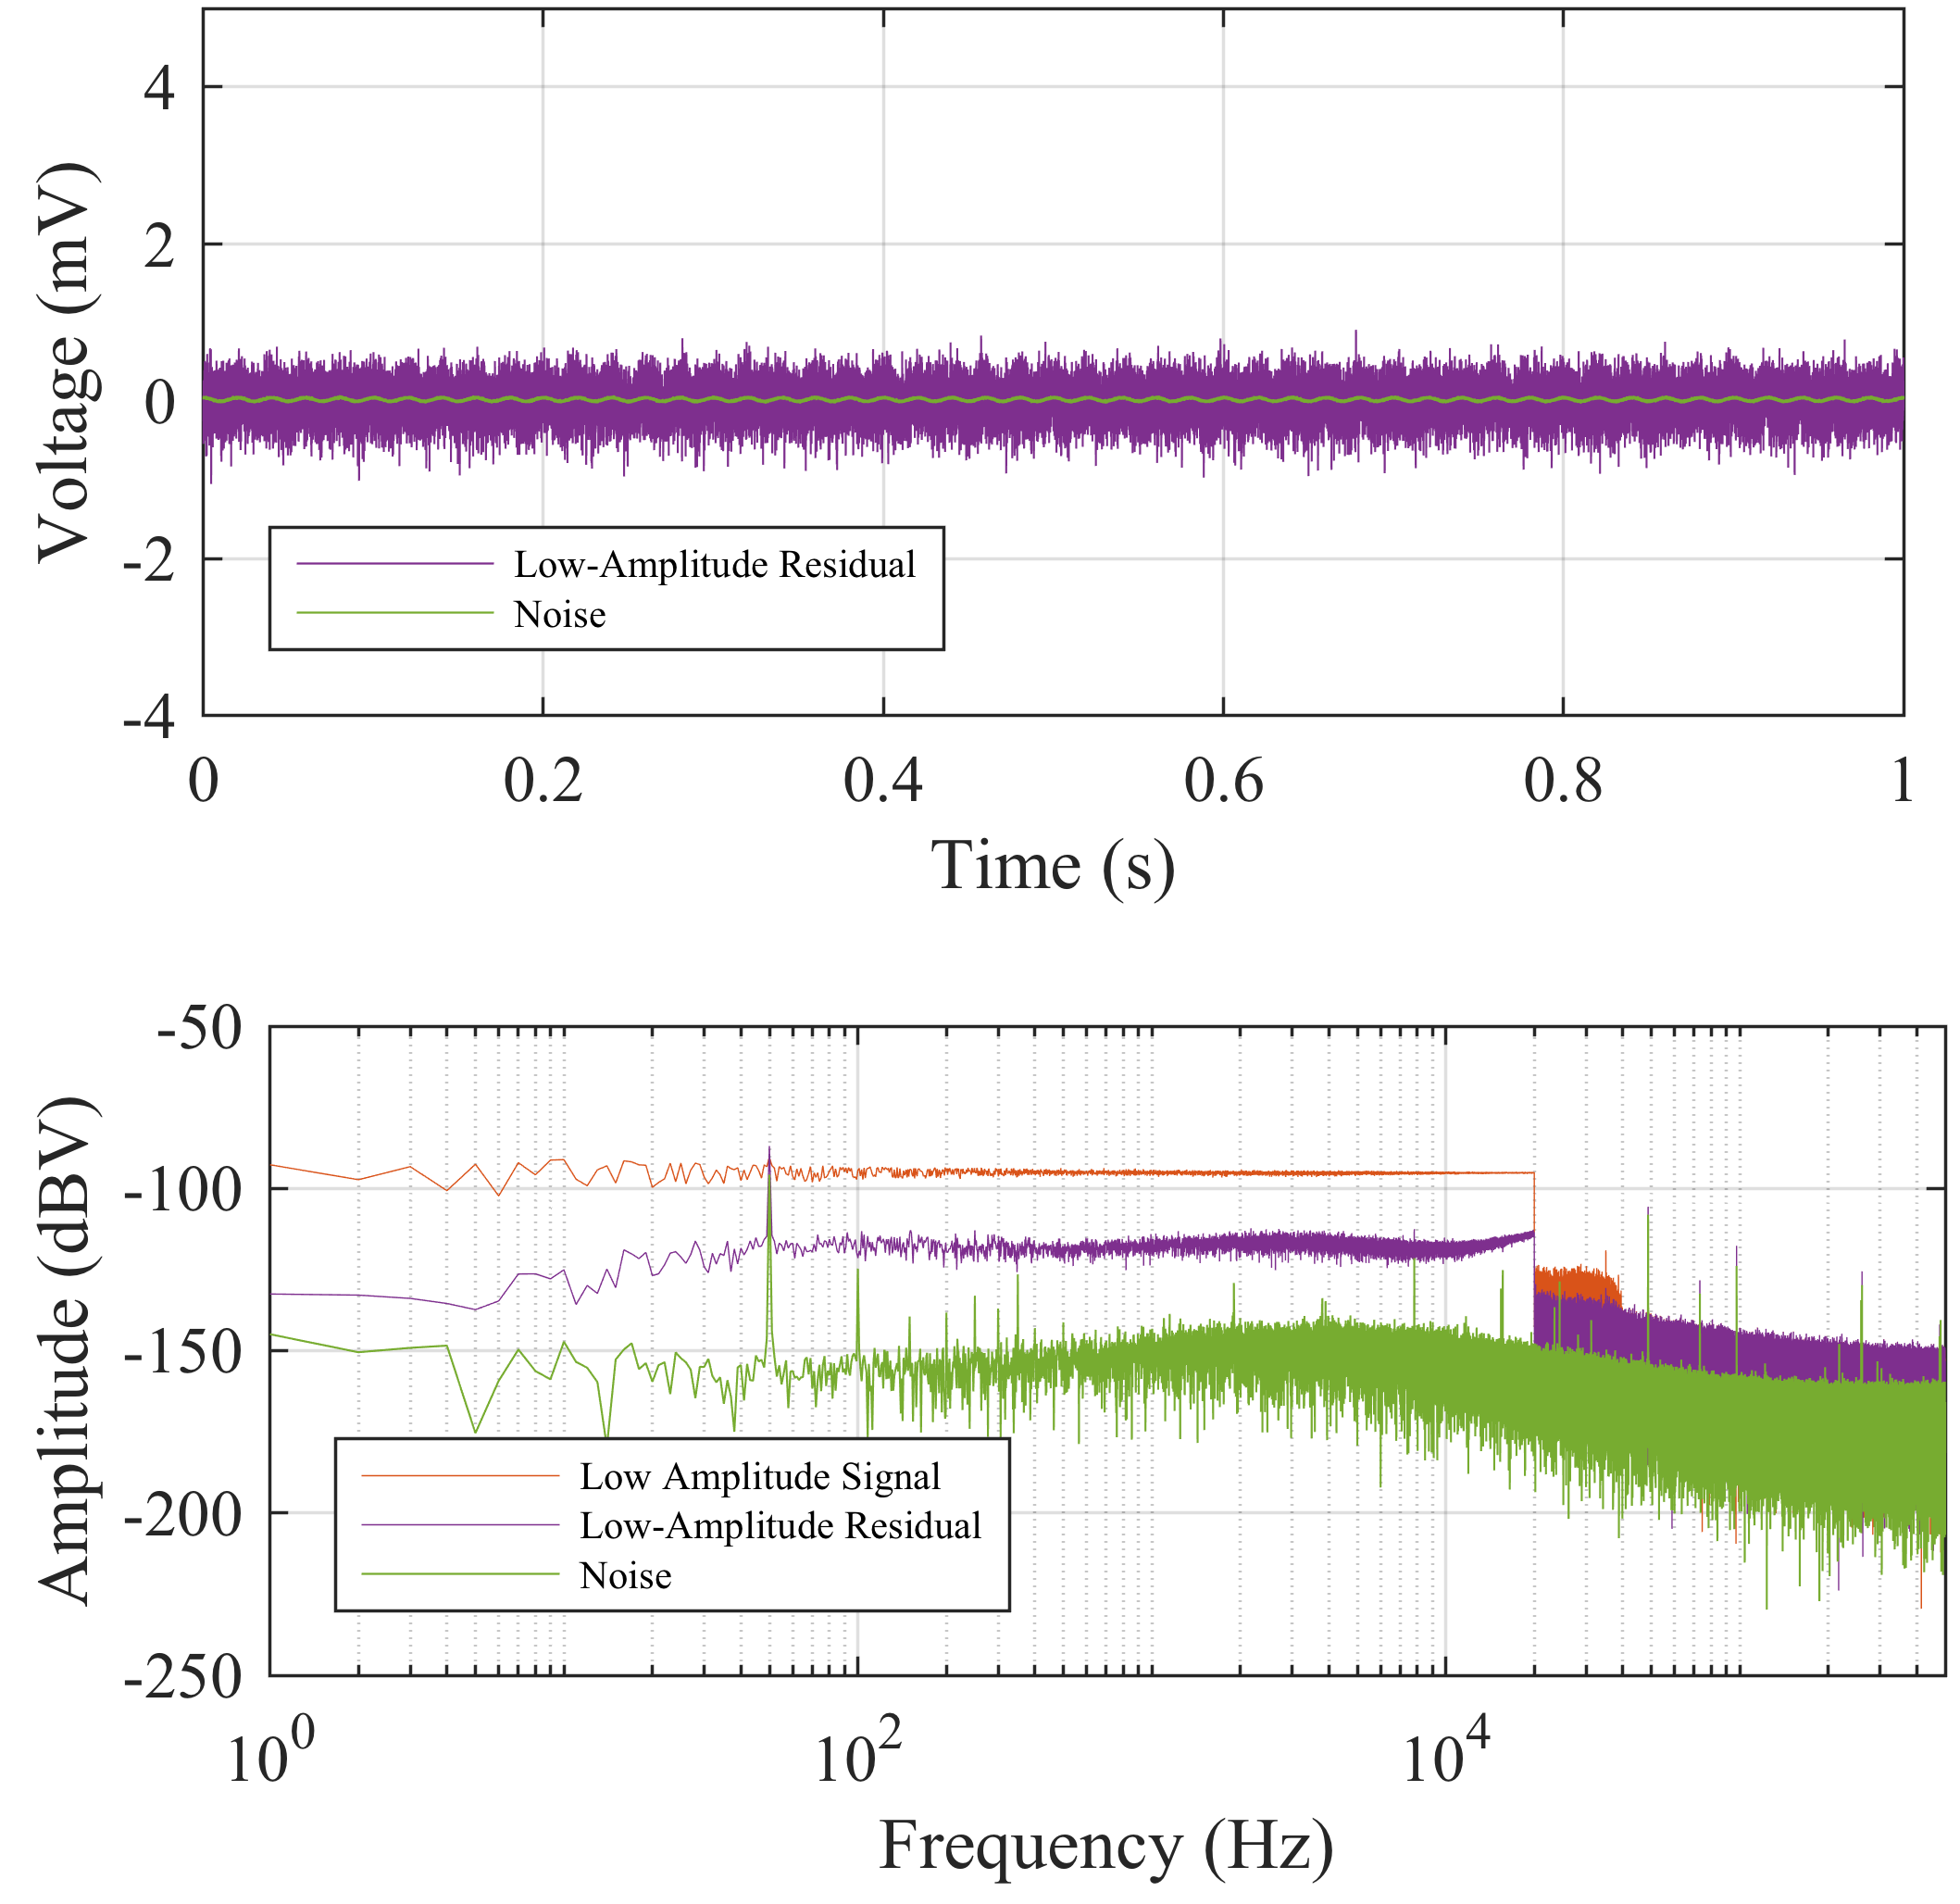 4
2
0
-2
-4
Voltage (mV)
Low-Amplitude Residual
Noise
0 0.2 0.4 0.6 0.8 1
Time (s)
-50
-100
-150
-200
-250
Amplitude (dBV)
Low Amplitude Signal
Low-Amplitude Residual
Noise
10^0 10^2 10^4
Frequency (Hz)